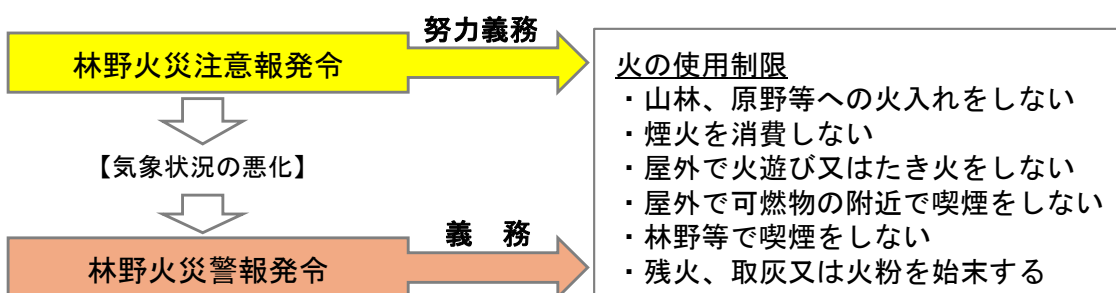 努力義務
林野火災注意報発令
【気象状況の悪化】
義　務
林野火災警報発令
火の使用制限
・山林、原野等への火入れをしない
・煙火を消費しない
・屋外で火遊び又はたき火をしない
・屋外で可燃物の附近で喫煙をしない
・林野等で喫煙をしない
・残火、取灰又は火粉を始末する